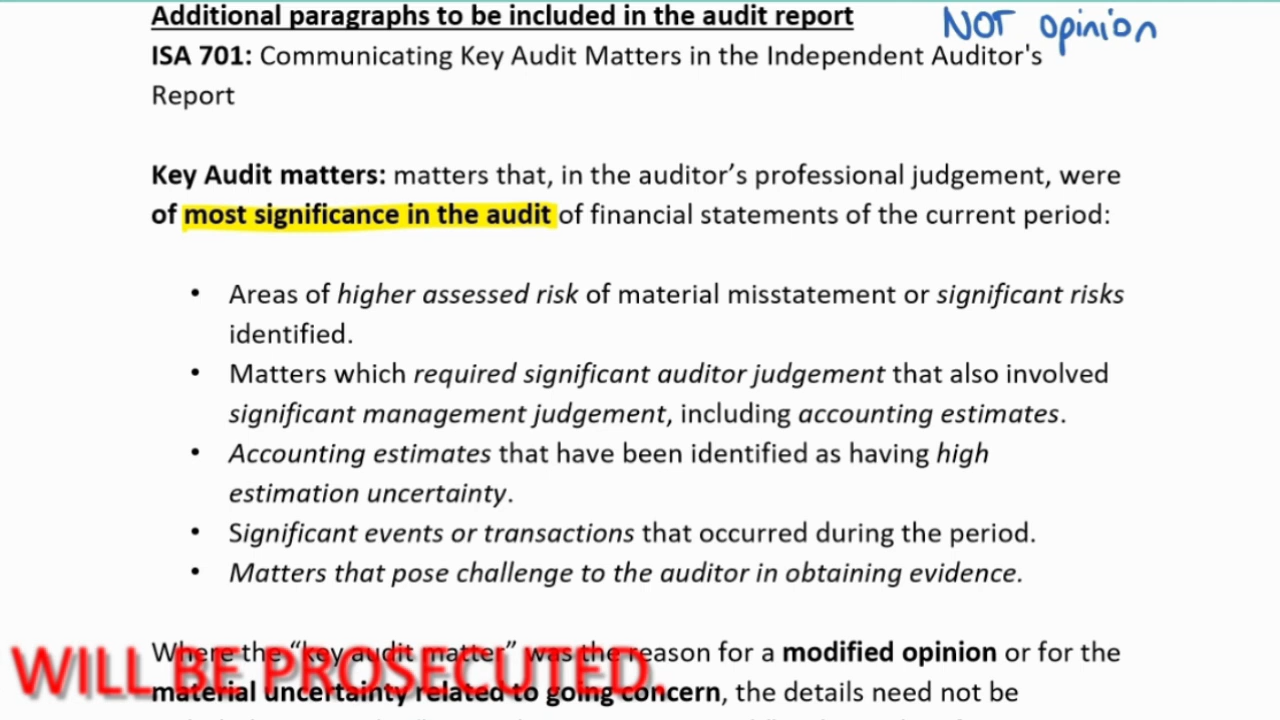 Additional paragraphs to be included in the audit report
NOT opinion
ISA 701: Communicating Key Audit Matters in the Independent Auditor's
Report
Key Audit matters: matters that, in the auditor’s professional judgement, were
of most significance in the audit of financial statements of the current period:
• Areas of higher assessed risk of material misstatement or significant risks
identified.
• Matters which required significant auditor judgement that also involved
significant management judgement, including accounting estimates.
• Accounting estimates that have been identified as having high
estimation uncertainty.
• Significant events or transactions that occurred during the period.
• Matters that pose challenge to the auditor in obtaining evidence.
Where the “key audit matter” was the reason for a modified opinion or for the
WILL BE PROSECUTED.
material uncertainty related to going concern, the details need not be